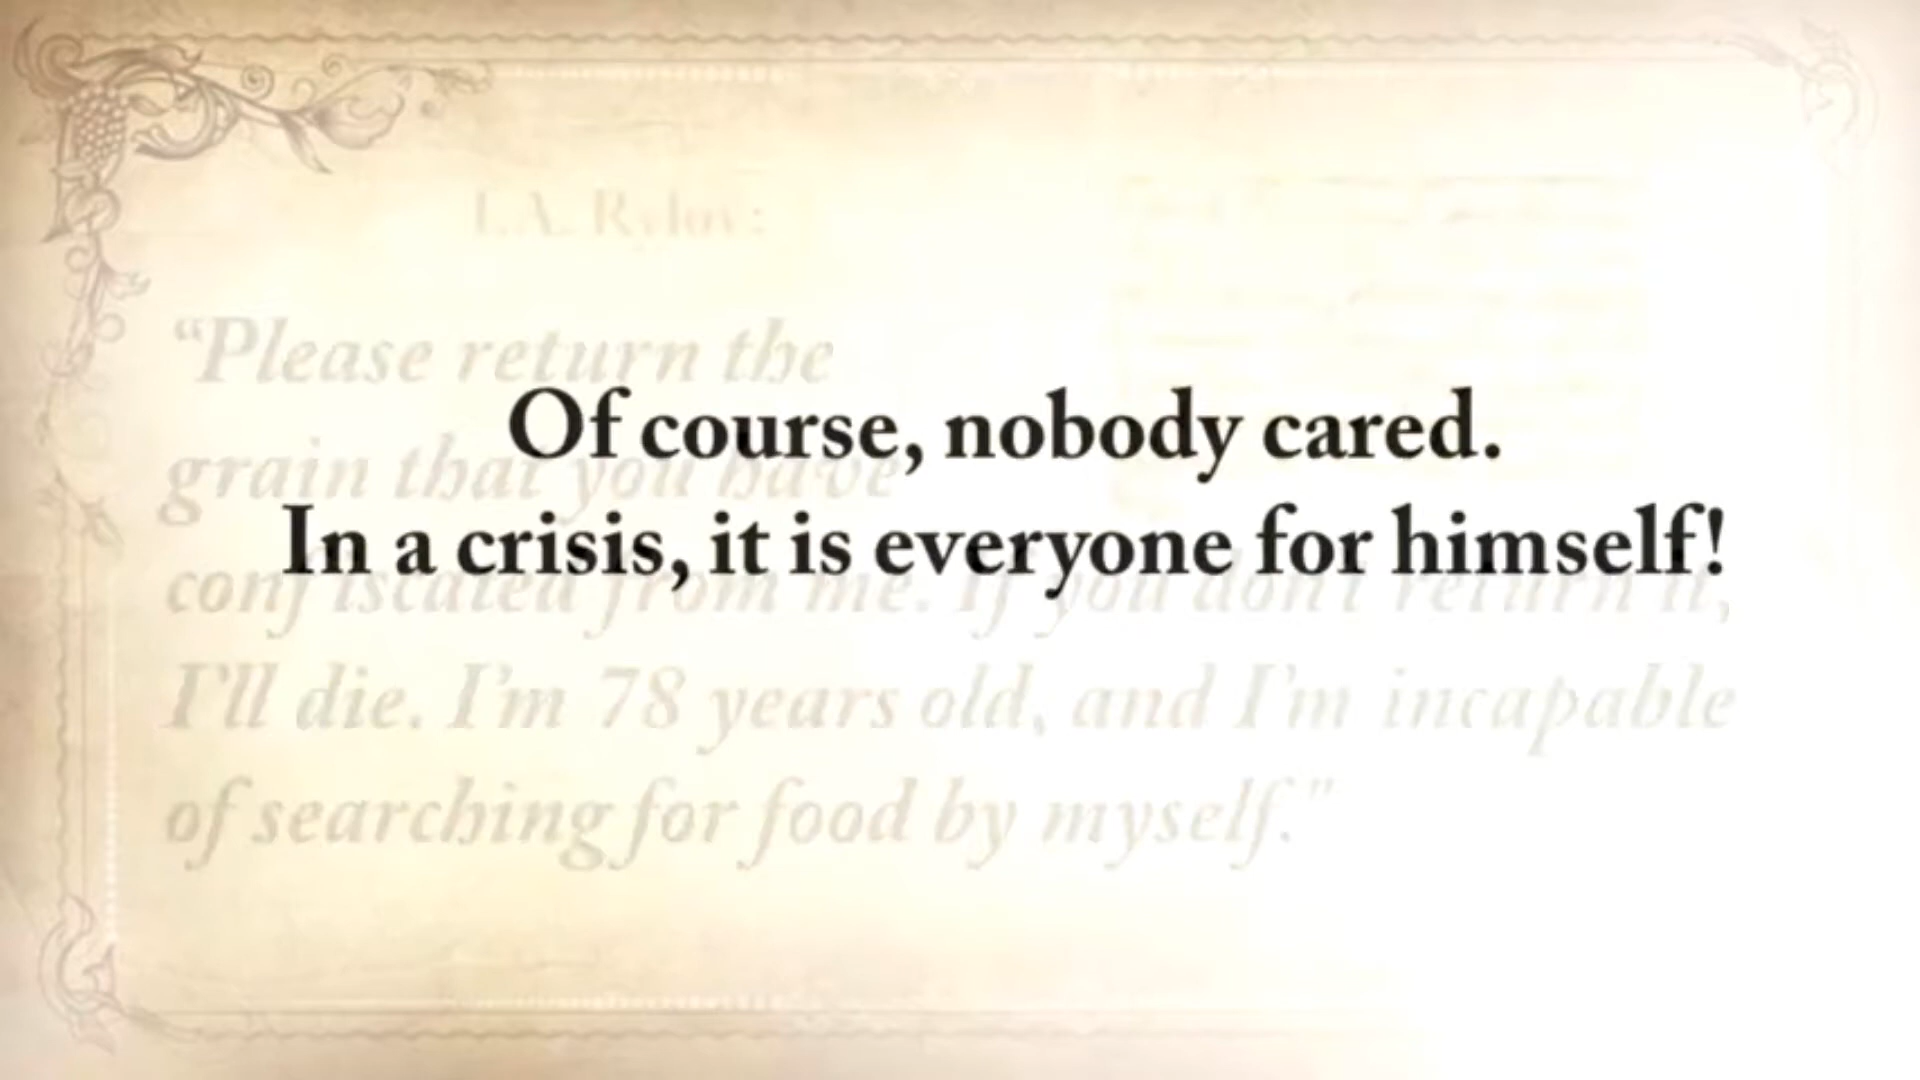 I.A. Rylov:
“Please return the
Of course, nobody cared.
grain that you have
In a crisis, it is everyone for himself!
confiscated from me. If you don't return it,
I'll die. I'm 78 years old, and I'm incapable
of searching for food by myself."